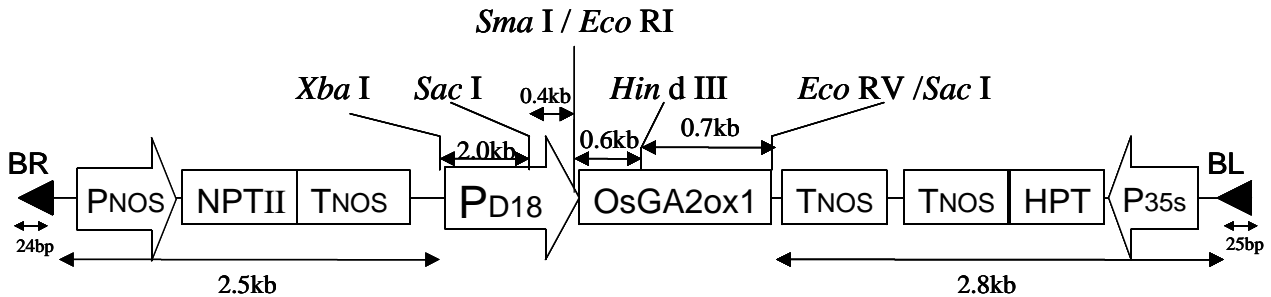 Sma I / Eco RI
Xba I Sac I 0.4kb Hin d III Eco RV /Sac I
2.0kb 0.6kb 0.7kb
BR BL
PNOS NPTII TNOS PD18 OsGA2ox1 TNOS TNOS HPT P35s
24bp 25bp
2.5kb 2.8kb